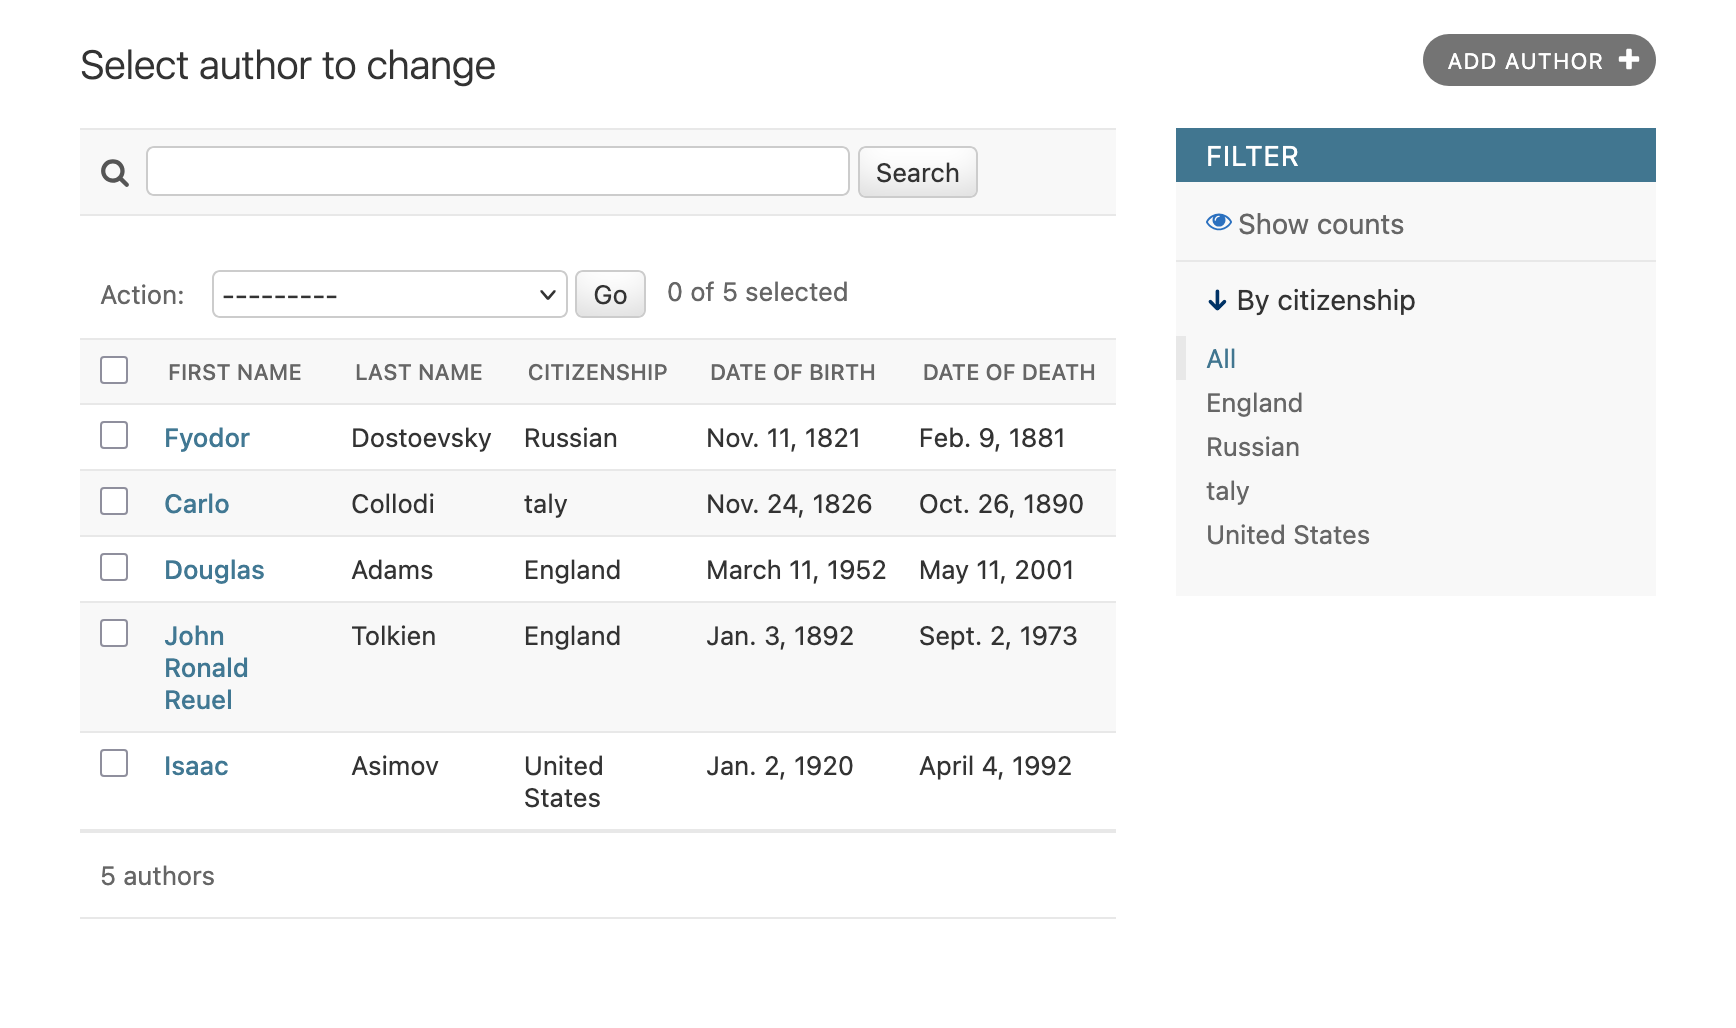 Select author to change
ADD AUTHOR +
Search
Action: --------- Go 0 of 5 selected
FIRST NAME LAST NAME CITIZENSHIP DATE OF BIRTH DATE OF DEATH
Fyodor Dostoevsky Russian Nov. 11, 1821 Feb. 9, 1881
Carlo Collodi taly Nov. 24, 1826 Oct. 26, 1890
Douglas Adams England March 11, 1952 May 11, 2001
John Tolkien England Jan. 3, 1892 Sept. 2, 1973
Ronald
Reuel
Isaac Asimov United Jan. 2, 1920 April 4, 1992
States
5 authors
FILTER
Show counts
↓ By citizenship
All
England
Russian
taly
United States